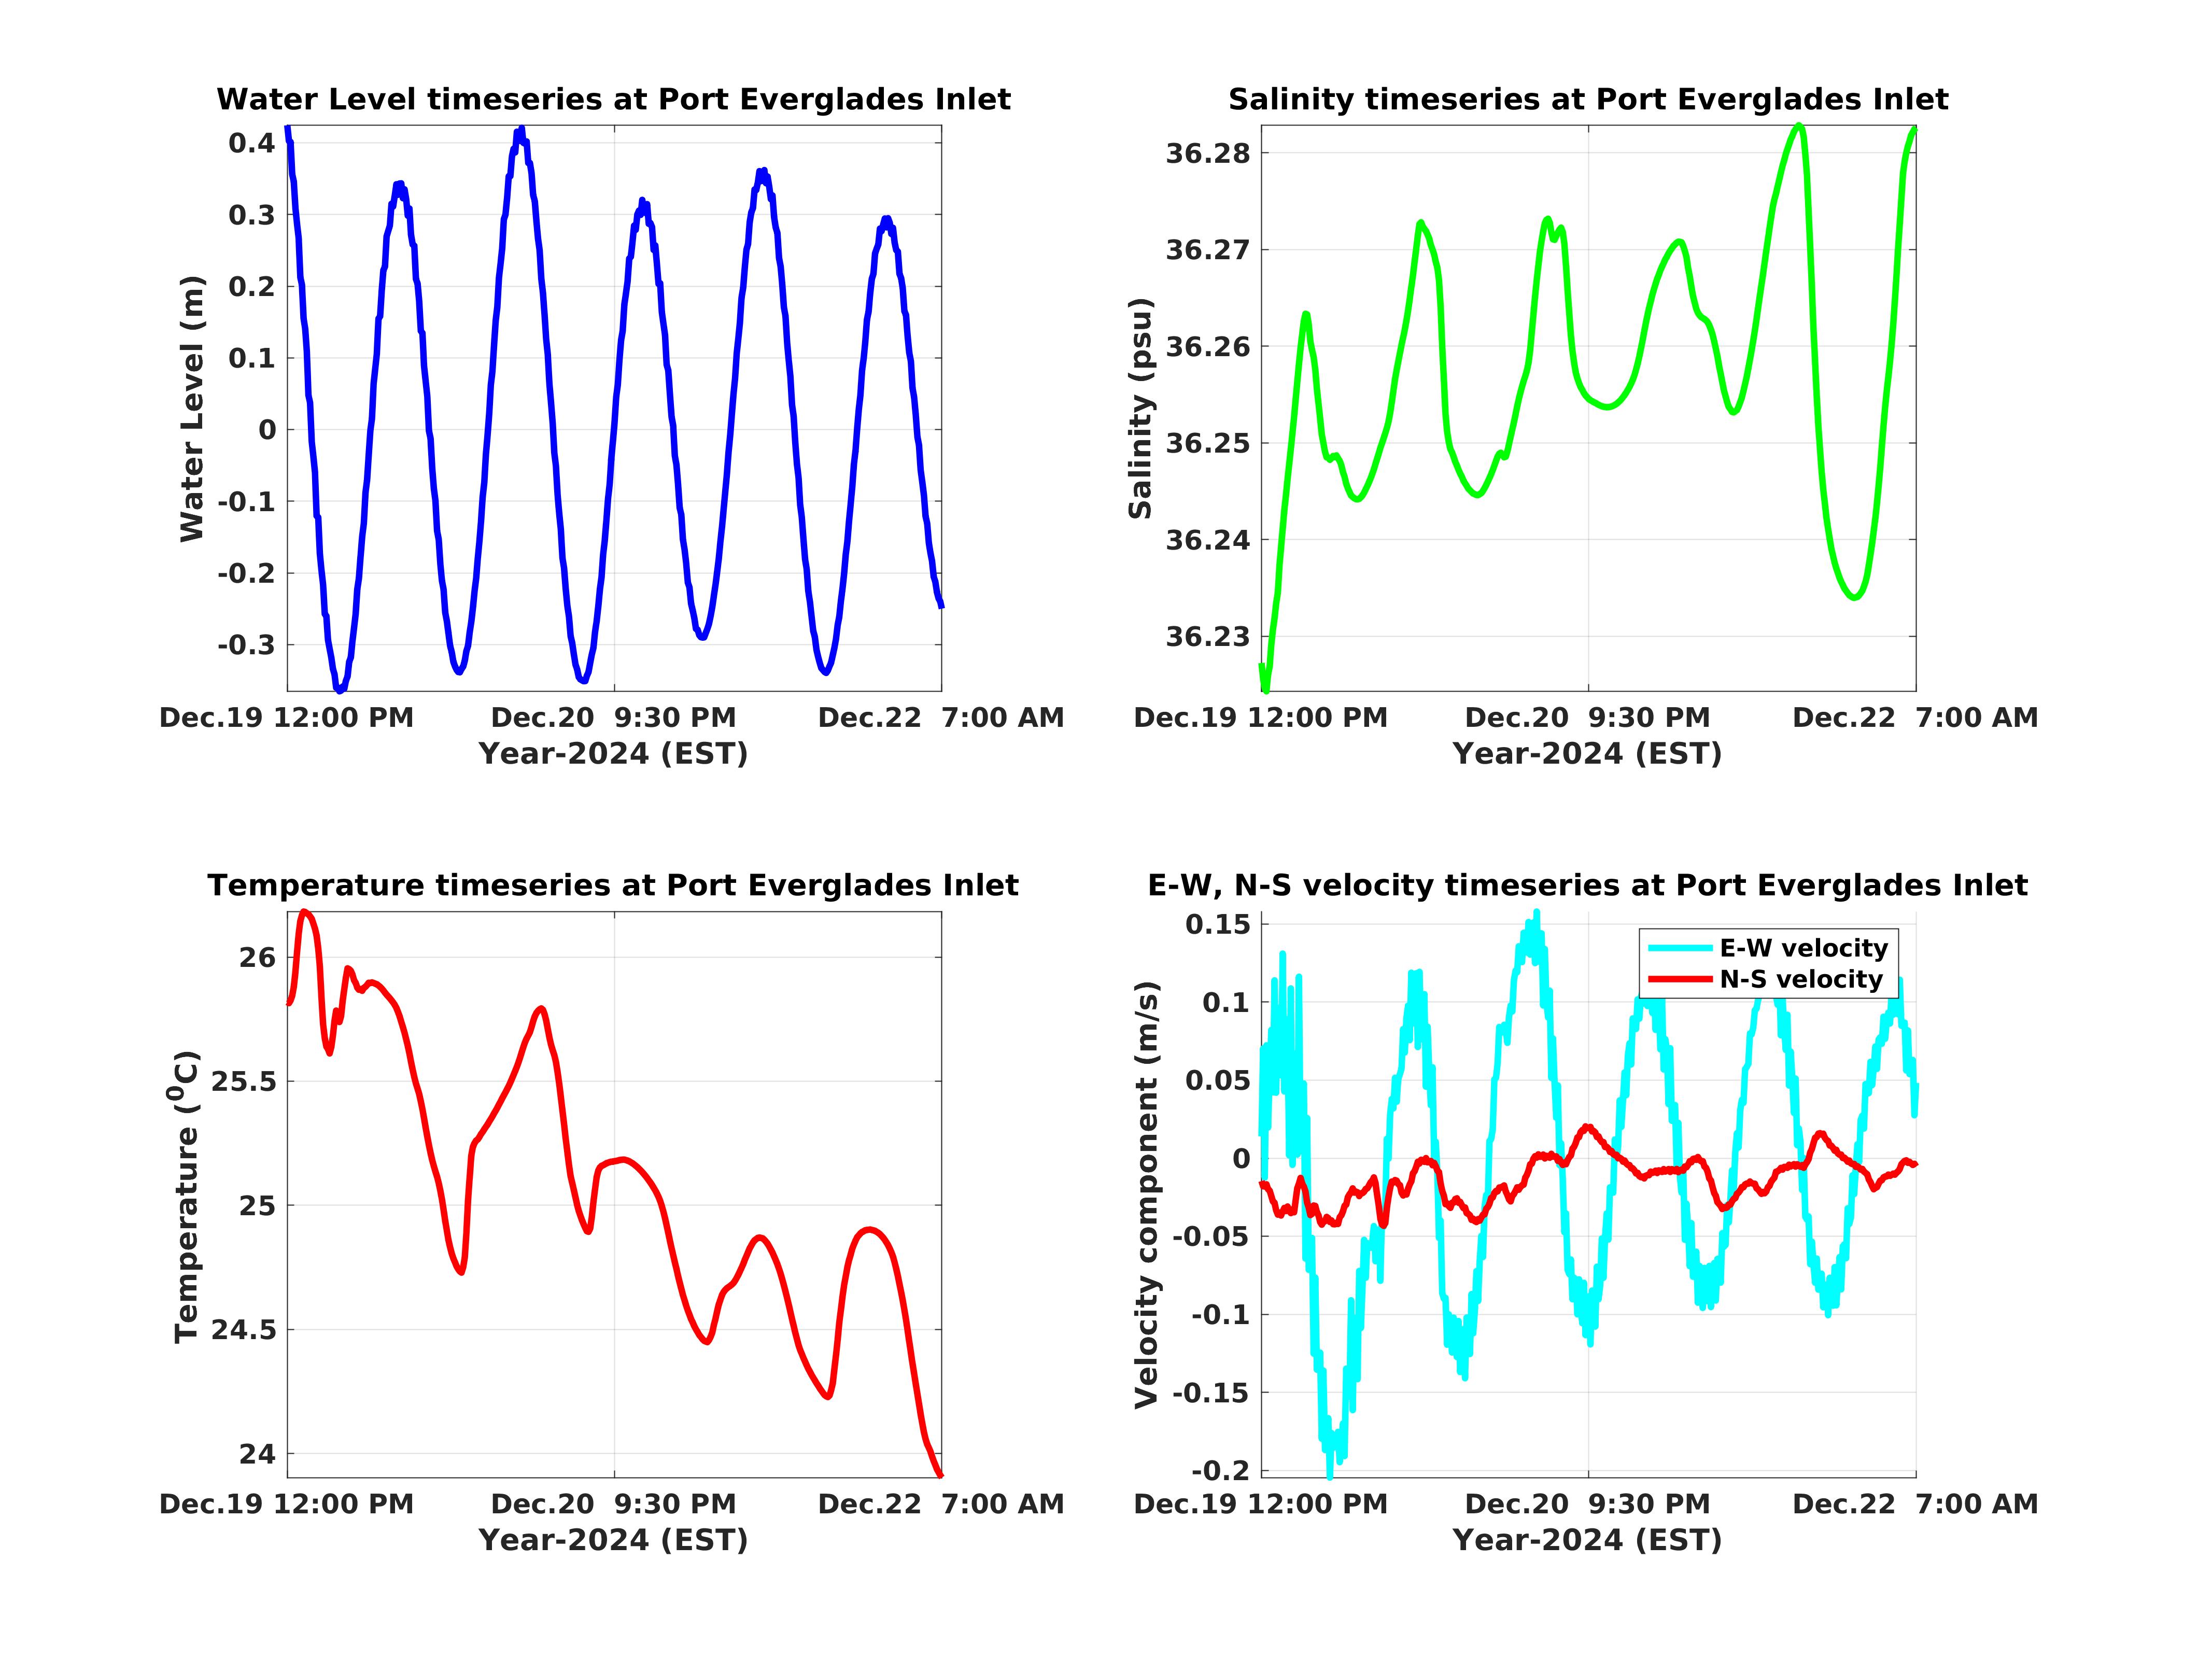 Water Level timeseries at Port Everglades Inlet
0.4
0.3
0.2
0.1
0
-0.1
-0.2
-0.3
Water Level (m)
Dec.19 12:00 PM
Dec.20  9:30 PM
Dec.22  7:00 AM
Year-2024 (EST)
Salinity timeseries at Port Everglades Inlet
36.28
36.27
36.26
36.25
36.24
36.23
Salinity (psu)
Dec.19 12:00 PM
Dec.20  9:30 PM
Dec.22  7:00 AM
Year-2024 (EST)
Temperature timeseries at Port Everglades Inlet
26
25.5
25
24.5
24
Temperature (⁰C)
Dec.19 12:00 PM
Dec.20  9:30 PM
Dec.22  7:00 AM
Year-2024 (EST)
E-W, N-S velocity timeseries at Port Everglades Inlet
0.15
0.1
0.05
0
-0.05
-0.1
-0.15
-0.2
Velocity component (m/s)
E-W velocity
N-S velocity
Dec.19 12:00 PM
Dec.20  9:30 PM
Dec.22  7:00 AM
Year-2024 (EST)